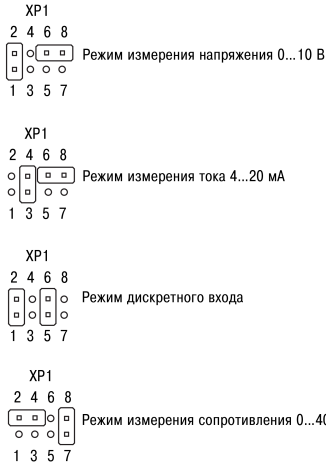 XP1
2 4 6 8
Режим измерения напряжения 0...10 В
1 3 5 7
XP1
2 4 6 8
Режим измерения тока 4...20 мА
1 3 5 7
XP1
2 4 6 8
Режим дискретного входа
1 3 5 7
XP1
2 4 6 8
Режим измерения сопротивления 0...40
1 3 5 7